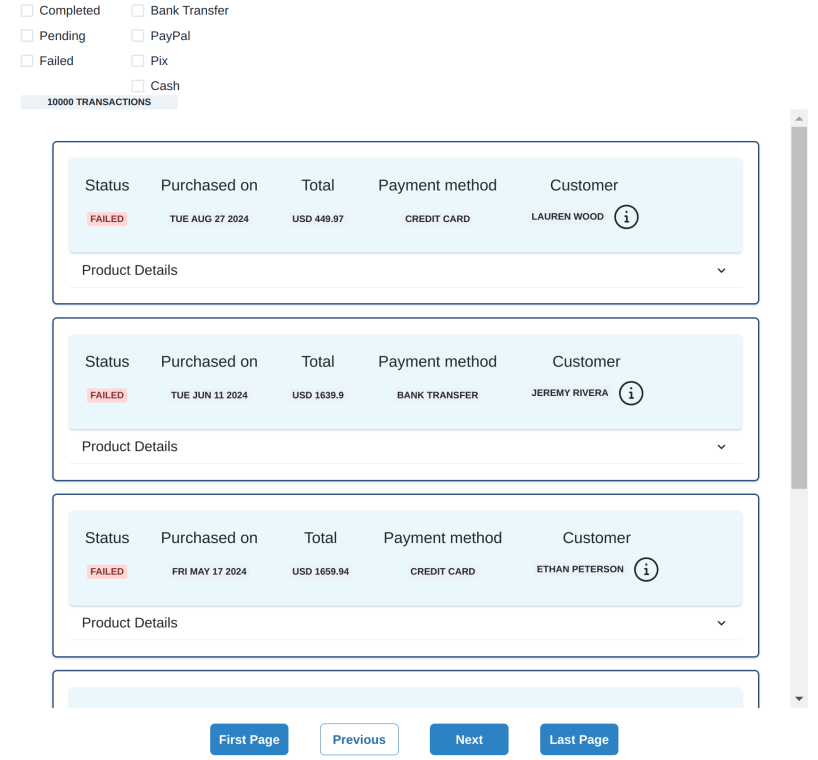 Completed Bank Transfer
Pending PayPal
Failed Pix
Cash
10000 TRANSACTIONS
Status Purchased on Total Payment method Customer
FAILED TUE AUG 27 2024 USD 449.97 CREDIT CARD LAUREN WOOD
Product Details
Status Purchased on Total Payment method Customer
FAILED TUE JUN 11 2024 USD 1639.9 BANK TRANSFER JEREMY RIVERA
Product Details
Status Purchased on Total Payment method Customer
FAILED FRI MAY 17 2024 USD 1659.94 CREDIT CARD ETHAN PETERSON
Product Details
First Page Previous Next Last Page